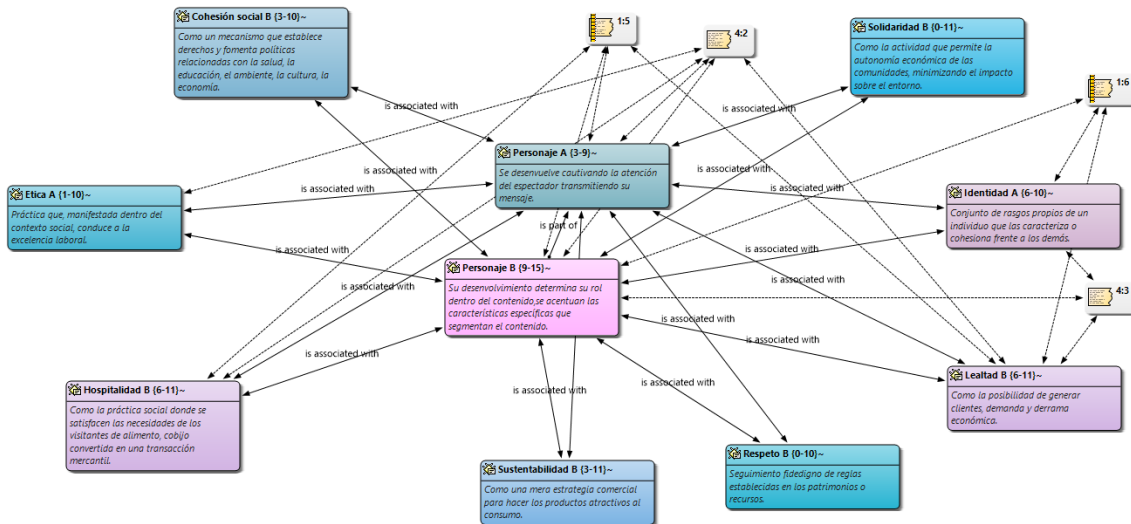 Cohesión social B {3-10}~
Como un mecanismo que establece
derechos y fomenta políticas
relacionadas con la salud, la
educación, el ambiente, la cultura, la
economía.
1:5
4:2
Solidaridad B {0-11}~
Como la actividad que permite la
autonomía económica de las
comunidades, minimizando el impacto
sobre el entorno.
1:6
is associated with
is associated with
is associated with
is associated with
Personaje A {3-9}~
Se desenvuelve cautivando la atención
del espectador transmitiendo su
mensaje.
is associated with
is associated with
is associated with
Etica A {1-10}~
Práctica que, manifestada dentro del
contexto social, conduce a la
excelencia laboral.
Identidad A {6-10}~
Conjunto de rasgos propios de un
individuo que las caracteriza o
cohesiona frente a los demás.
is part of
is associated with
is associated with
Personaje B {9-15}~
Su desenvolvimiento determina su rol
dentro del contenido,se acentuan las
características específicas que
segmentan el contenido.
4:3
is associated with
is associated with
is associated with
is associated with
is associated with
is associated with
Hospitalidad B {6-11}~
Como la práctica social donde se
satisfacen las necesidades de los
visitantes de alimento, cobijo
convertida en una transacción
mercantil.
Lealtad B {6-11}~
Como la posibilidad de generar
clientes, demanda y derrama
económica.
Sustentabilidad B {3-11}~
Como una mera estrategia comercial
para hacer los productos atractivos al
consumo.
Respeto B {0-10}~
Seguimiento fidedigno de reglas
establecidas en los patrimonios o
recursos.